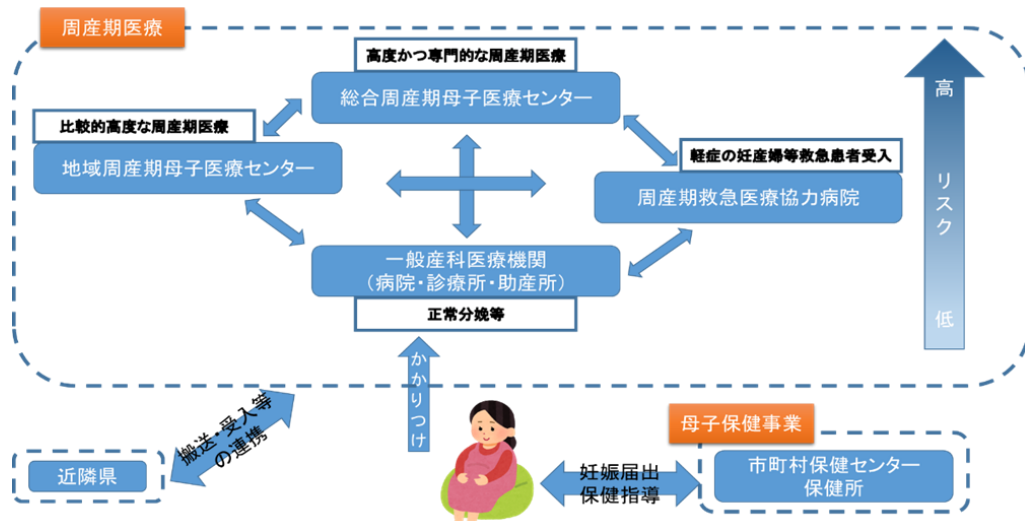 周産期医療
高度かつ専門的な周産期医療
総合周産期母子医療センター
比較的高度な周産期医療
地域周産期母子医療センター
軽症の妊産婦等救急患者受入
周産期救急医療協力病院
一般産科医療機関
（病院・診療所・助産所）
正常分娩等
高
リスク
低
かかりつけ
搬送・受入等
の連携
近隣県
母子保健事業
妊娠届出
保健指導
市町村保健センター
保健所